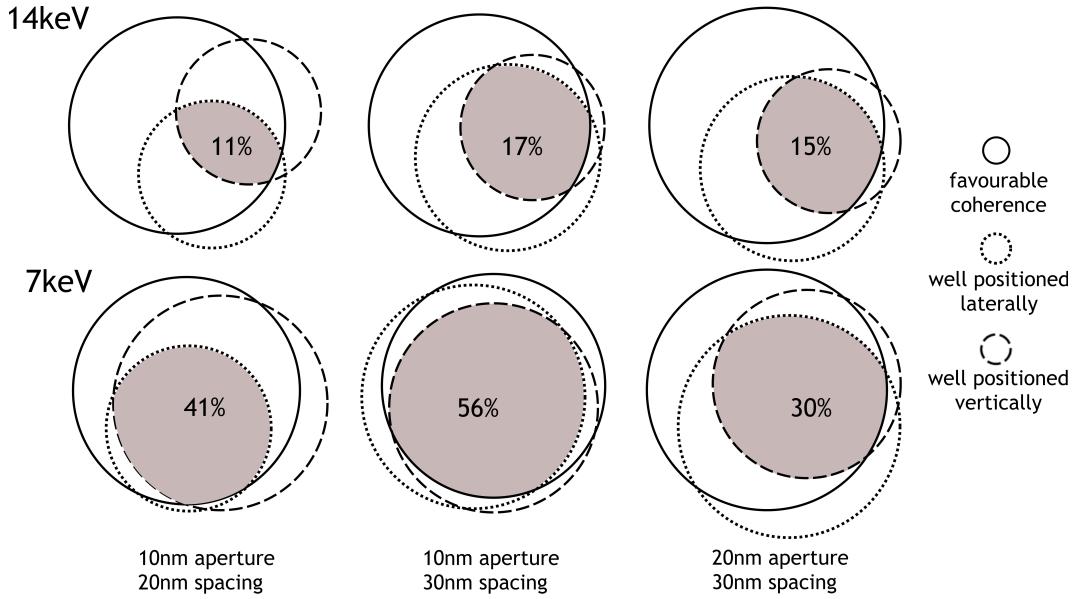 14keV
11%
17%
15%
favourable
coherence
well positioned
laterally
well positioned
vertically
7keV
41%
56%
30%
10nm aperture
20nm spacing
10nm aperture
30nm spacing
20nm aperture
30nm spacing